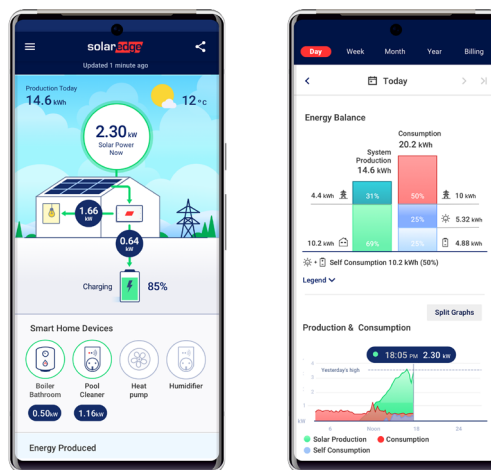 solaredge
Updated 1 minute ago
Production Today
14.6 kWh
12 °C
2.30 kW
Solar Power
Now
1.66
kW
0.64
kW
Charging
85%
Smart Home Devices
Boiler
Bathroom
Pool
Cleaner
Heat
pump
Humidifier
0.50kW
1.16kW
Energy Produced
Day Week Month Year Billing
Today
Energy Balance
Consumption
20.2 kWh
System
Production
14.6 kWh
4.4 kWh
31%
50%
10 kWh
25%
5.32 kWh
10.2 kWh
69%
25%
4.88 kWh
+ Self Consumption 10.2 kWh (50%)
Legend
Split Graphs
Production & Consumption
18:05 PM 2.30 kW
Yesterday's high
4
3
2
1
kW
6 Noon 18 24
Solar Production Consumption
Self Consumption